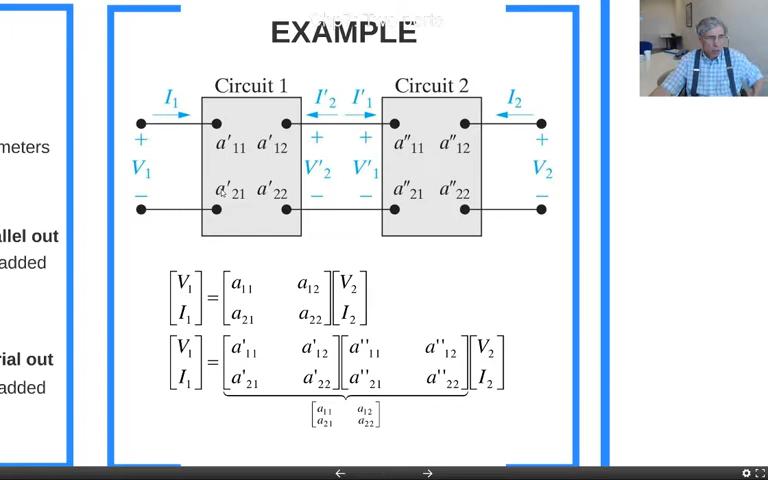 EXAMPLE
Circuit 1 Circuit 2
I₁ I'₂ I'₁ I₂
+ + + +
a'₁₁ a'₁₂ a"₁₁ a"₁₂
V₁ V'₂ V'₁ V₂
a'₂₁ a'₂₂ a"₂₁ a"₂₂
− − − −
meters
allel out
added
rial out
added
[V₁ I₁] = [a₁₁ a₁₂ a₂₁ a₂₂] [V₂ I₂]
[V₁ I₁] = [a'₁₁ a'₁₂ a'₂₁ a'₂₂] [a''₁₁ a''₁₂ a''₂₁ a''₂₂] [V₂ I₂]
[a₁₁ a₁₂ a₂₁ a₂₂]